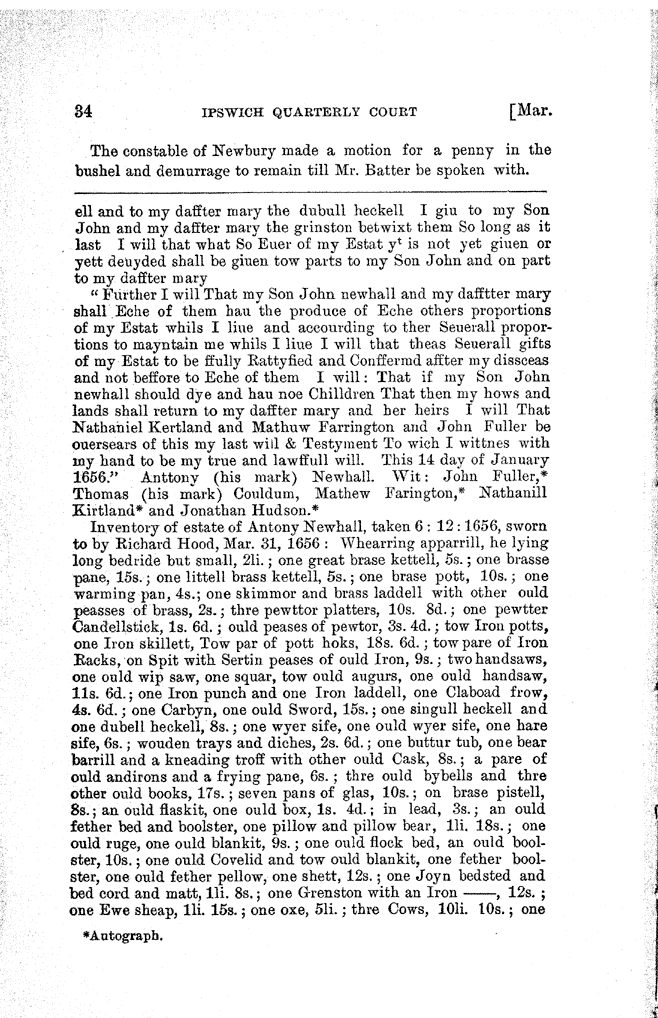 34 IPSWICH QUARTERLY COURT [Mar.
The constable of Newbury made a motion for a penny in the
bushel and demurrage to remain till Mr. Batter be spoken with.
ell and to my daffter mary the dubull heckell I giu to my Son
John and my daffter mary the grinston betwixt them So long as it
last I will that what So Euer of my Estat yᵗ is not yet giuen or
yett deuyded shall be giuen tow parts to my Son John and on part
to my daffter mary
“Further I will That my Son John newhall and my dafftter mary
shall Eche of them hau the produce of Eche others proportions
of my Estat whils I liue and accourding to ther Seuerall propor-
tions to mayntain me whils I liue I will that theas Seuerall gifts
of my Estat to be ffully Rattyfied and Conffermd affter my dissceas
and not beffore to Eche of them I will: That if my Son John
newhall should dye and hau noe Chilldren That then my hows and
lands shall return to my daffter mary and her heirs I will That
Nathaniel Kertland and Mathuw Farrington and John Fuller be
ouersears of this my last will & Testyment To wich I wittnes with
my hand to be my true and lawffull will. This 14 day of January
1656.” Anttony (his mark) Newhall. Wit: John Fuller,*
Thomas (his mark) Couldum, Mathew Farington,* Nathanill
Kirtland* and Jonathan Hudson.*
Inventory of estate of Antony Newhall, taken 6 : 12 : 1656, sworn
to by Richard Hood, Mar. 31, 1656 : Whearring apparrill, he lying
long bedride but small, 2li.; one great brase kettell, 5s.; one brasse
pane, 15s.; one littell brass kettell, 5s.; one brase pott, 10s.; one
warming pan, 4s.; one skimmor and brass laddell with other ould
peasses of brass, 2s.; thre pewttor platters, 10s. 8d.; one pewtter
Candellstick, 1s. 6d.; ould peases of pewtor, 3s. 4d.; tow Iron potts,
one Iron skillett, Tow par of pott hoks, 18s. 6d.; tow pare of Iron
Racks, on Spit with Sertin peases of ould Iron, 9s.; two handsaws,
one ould wip saw, one squar, tow ould augurs, one ould handsaw,
11s. 6d.; one Iron punch and one Iron laddell, one Claboad frow,
4s. 6d.; one Carbyn, one ould Sword, 15s.; one singull heckell and
one dubell heckell, 8s.; one wyer sife, one ould wyer sife, one hare
sife, 6s.; wouden trays and diches, 2s. 6d.; one buttur tub, one bear
barrill and a kneading troff with other ould Cask, 8s.; a pare of
ould andirons and a frying pane, 6s.; thre ould bybells and thre
other ould books, 17s.; seven pans of glas, 10s.; on brase pistell,
8s.; an ould flaskit, one ould box, 1s. 4d.; in lead, 3s.; an ould
fether bed and boolster, one pillow and pillow bear, 1li. 18s.; one
ould ruge, one ould blankit, 9s.; one ould flock bed, an ould bool-
ster, 10s.; one ould Covelid and tow ould blankit, one fether bool-
ster, one ould fether pellow, one shett, 12s.; one Joyn bedsted and
bed cord and matt, 1li. 8s.; one Grenston with an Iron ——, 12s.;
one Ewe sheap, 1li. 15s.; one oxe, 5li.; thre Cows, 10li. 10s.; one
*Autograph.